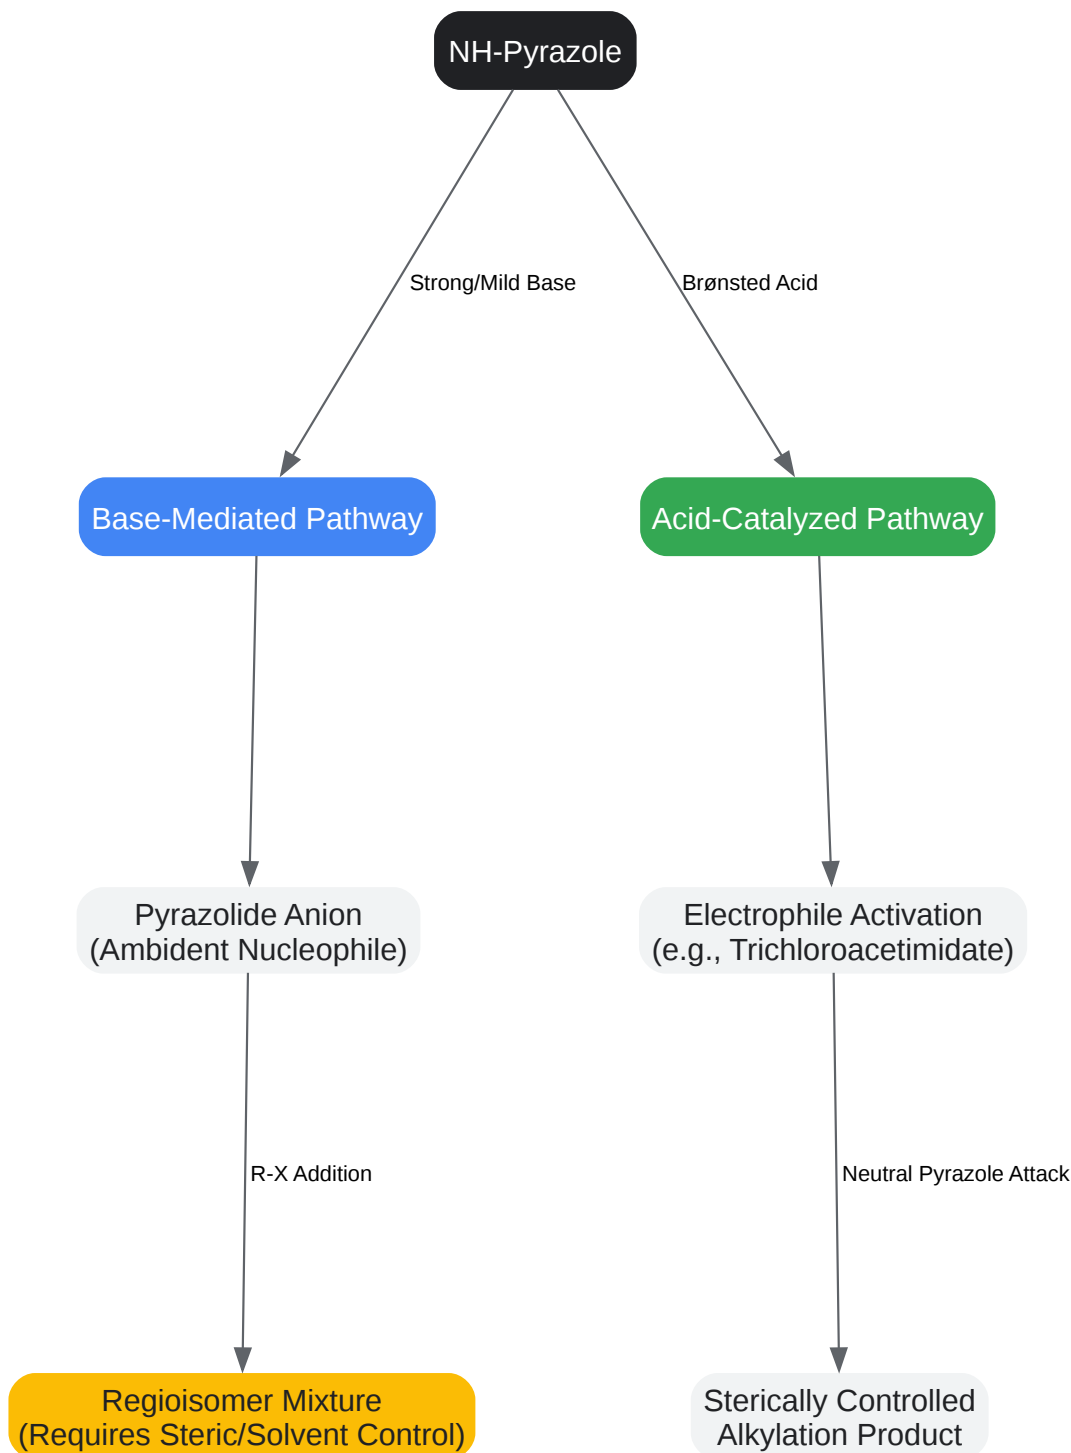 NH-Pyrazole
Strong/Mild Base
Brønsted Acid
Base-Mediated Pathway
Acid-Catalyzed Pathway
Pyrazolide Anion
(Ambident Nucleophile)
Electrophile Activation
(e.g., Trichloroacetimidate)
R-X Addition
Neutral Pyrazole Attack
Regioisomer Mixture
(Requires Steric/Solvent Control)
Sterically Controlled
Alkylation Product